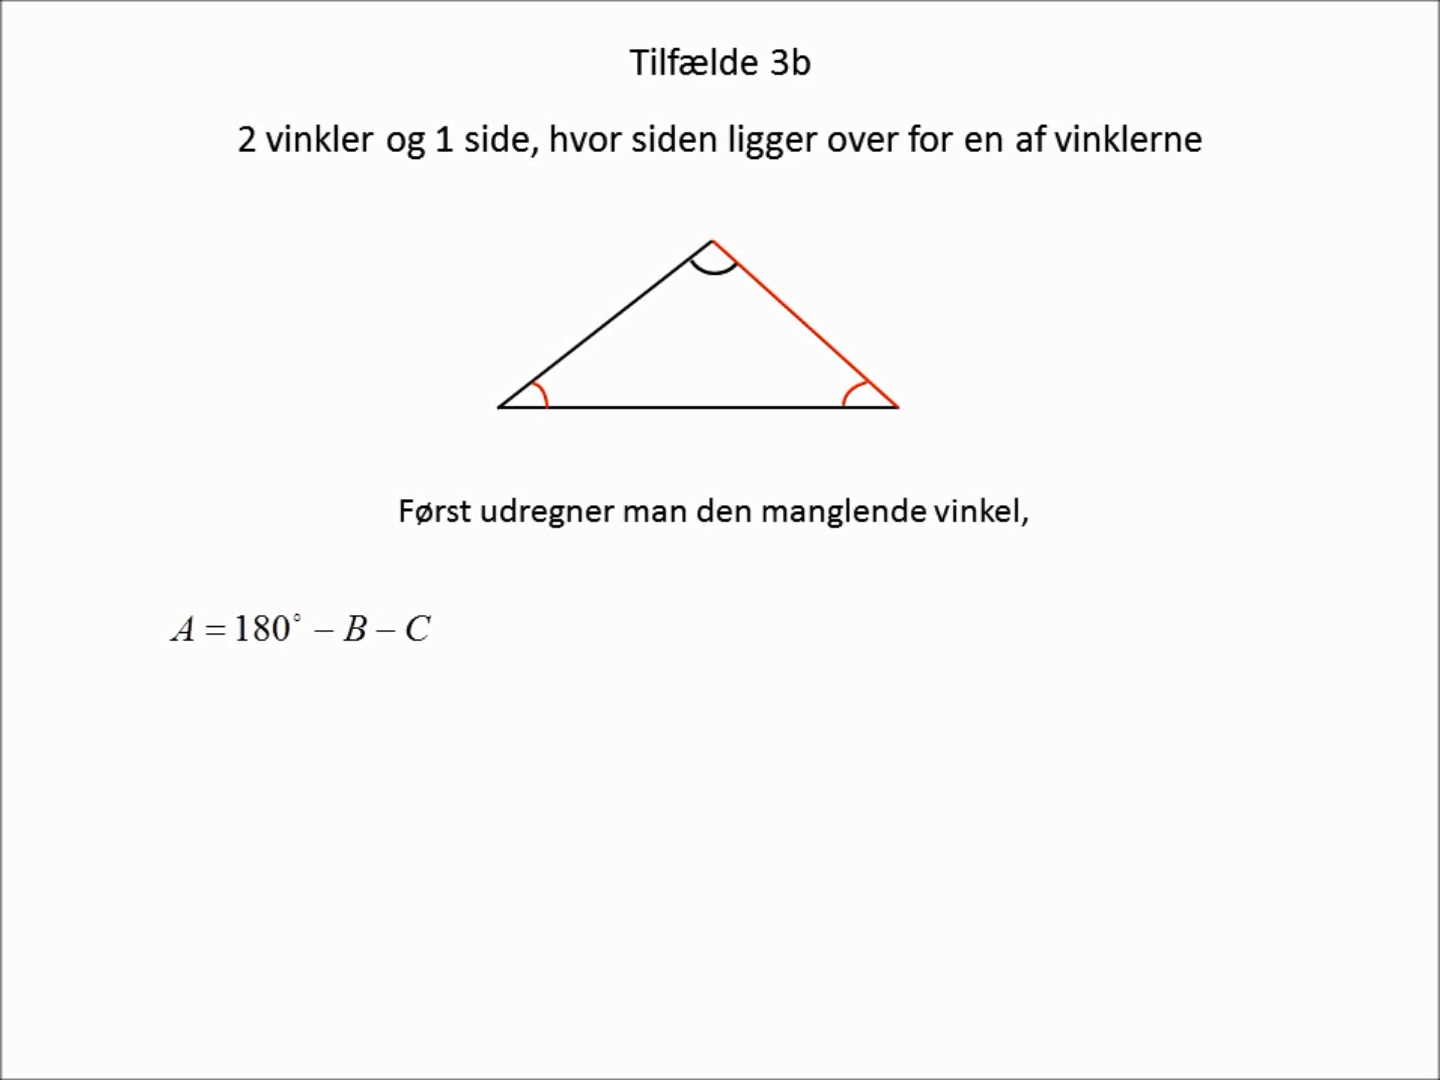 Tilfælde 3b
2 vinkler og 1 side, hvor siden ligger over for en af vinklerne
Først udregner man den manglende vinkel,
A = 180° − B − C